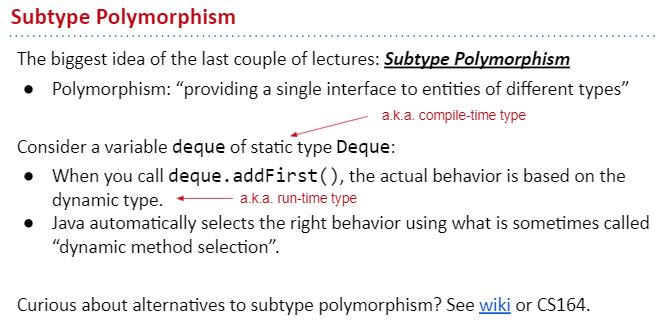 Subtype Polymorphism
The biggest idea of the last couple of lectures: Subtype Polymorphism
● Polymorphism: “providing a single interface to entities of different types”
a.k.a. compile-time type
Consider a variable deque of static type Deque:
● When you call deque.addFirst(), the actual behavior is based on the
dynamic type.
a.k.a. run-time type
● Java automatically selects the right behavior using what is sometimes called
“dynamic method selection”.
Curious about alternatives to subtype polymorphism? See wiki or CS164.